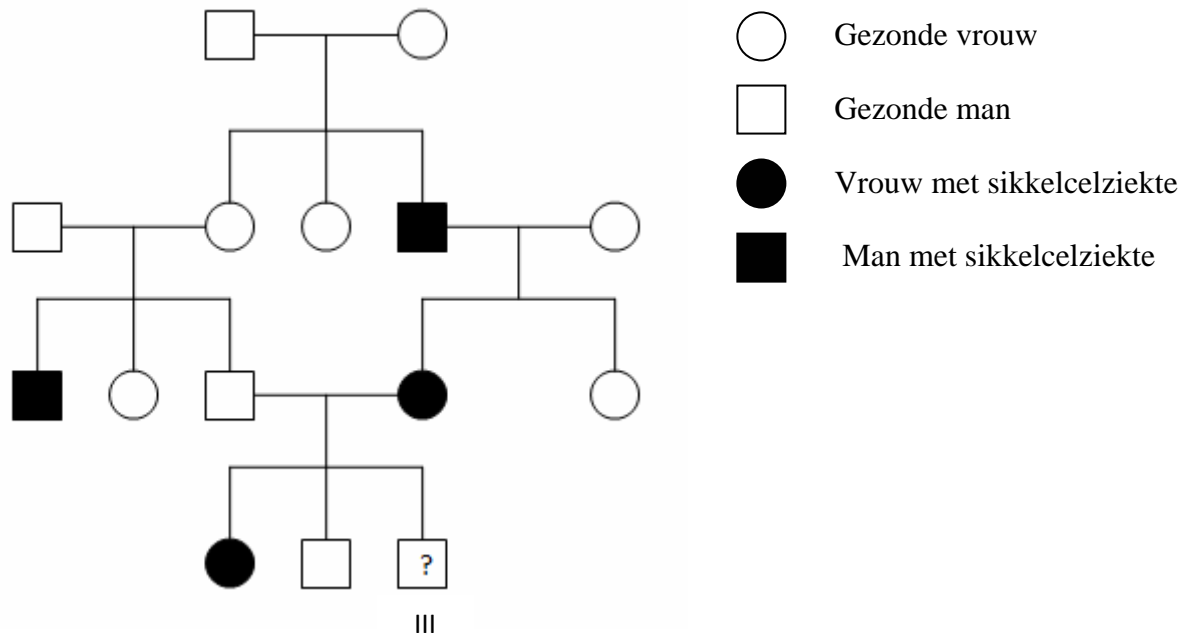 Gezonde vrouw
Gezonde man
Vrouw met sikkelcelziekte
Man met sikkelcelziekte
?
III